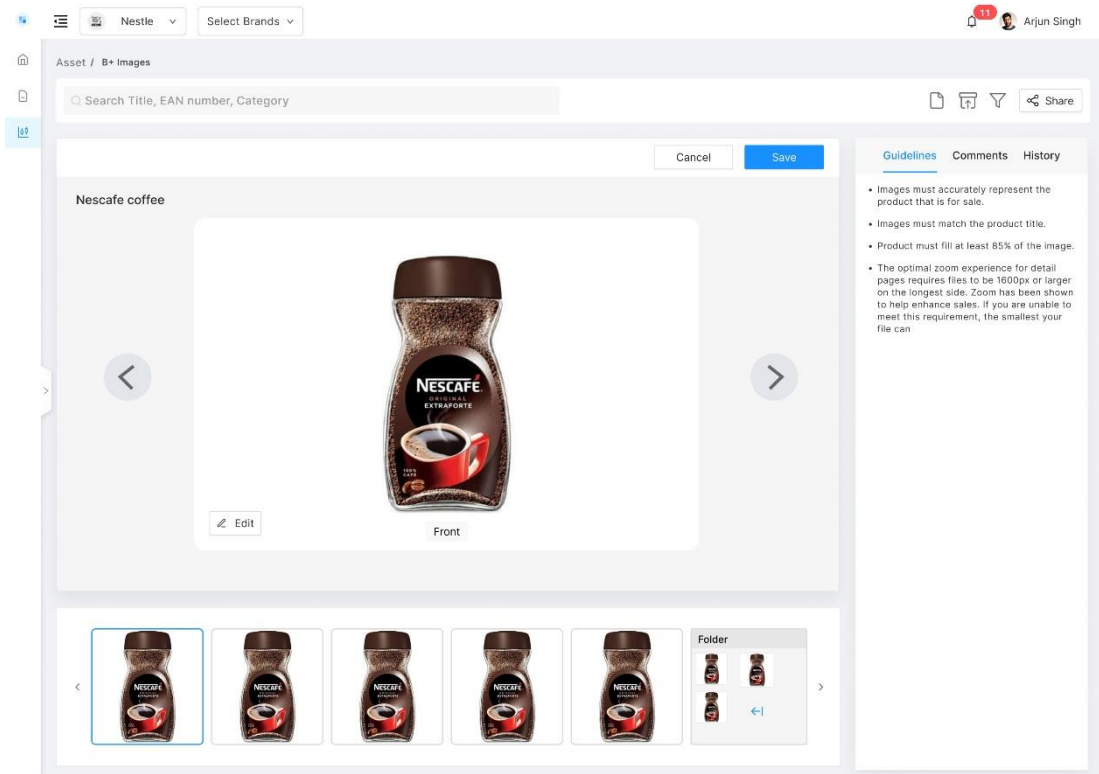 Nestle
Select Brands
11
Arjun Singh
Asset / B+ Images
Search Title, EAN number, Category
Share
Cancel
Save
Nescafe coffee
NESCAFÉ.
ORIGINAL
EXTRAFORTE
100%
CAFÉ
Edit
Front
Guidelines
Comments
History
• Images must accurately represent the
product that is for sale.
• Images must match the product title.
• Product must fill at least 85% of the image.
• The optimal zoom experience for detail
pages requires files to be 1600px or larger
on the longest side. Zoom has been shown
to help enhance sales. If you are unable to
meet this requirement, the smallest your
file can
NESCAFÉ
NESCAFÉ
NESCAFÉ
NESCAFÉ
NESCAFÉ
Folder